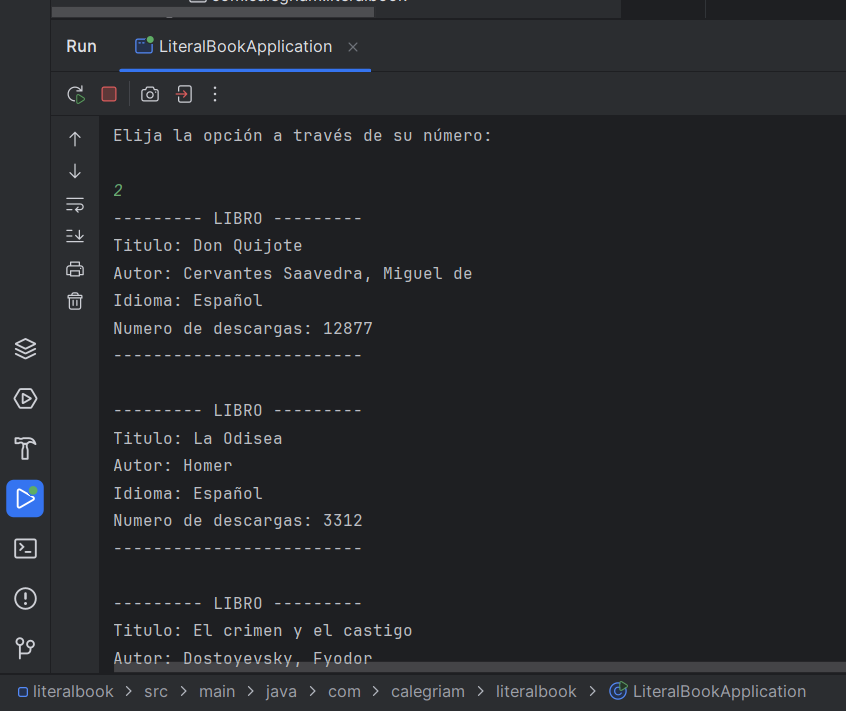 Run
LiteralBookApplication
Elija la opción a través de su número:
2
--------- LIBRO ---------
Titulo: Don Quijote
Autor: Cervantes Saavedra, Miguel de
Idioma: Español
Numero de descargas: 12877
-------------------------
--------- LIBRO ---------
Titulo: La Odisea
Autor: Homer
Idioma: Español
Numero de descargas: 3312
-------------------------
--------- LIBRO ---------
Titulo: El crimen y el castigo
Autor: Dostoyevsky, Fyodor
literalbook > src > main > java > com > calegriam > literalbook > LiteralBookApplication